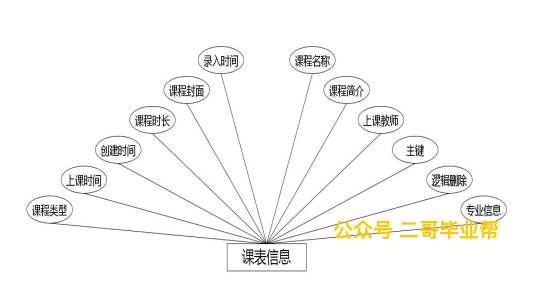 录入时间 课程名称
课程封面 课程简介
课程时长 上课教师
创建时间 主键
上课时间 逻辑删除
课程类型 专业信息
公众号 二哥毕业帮
课表信息